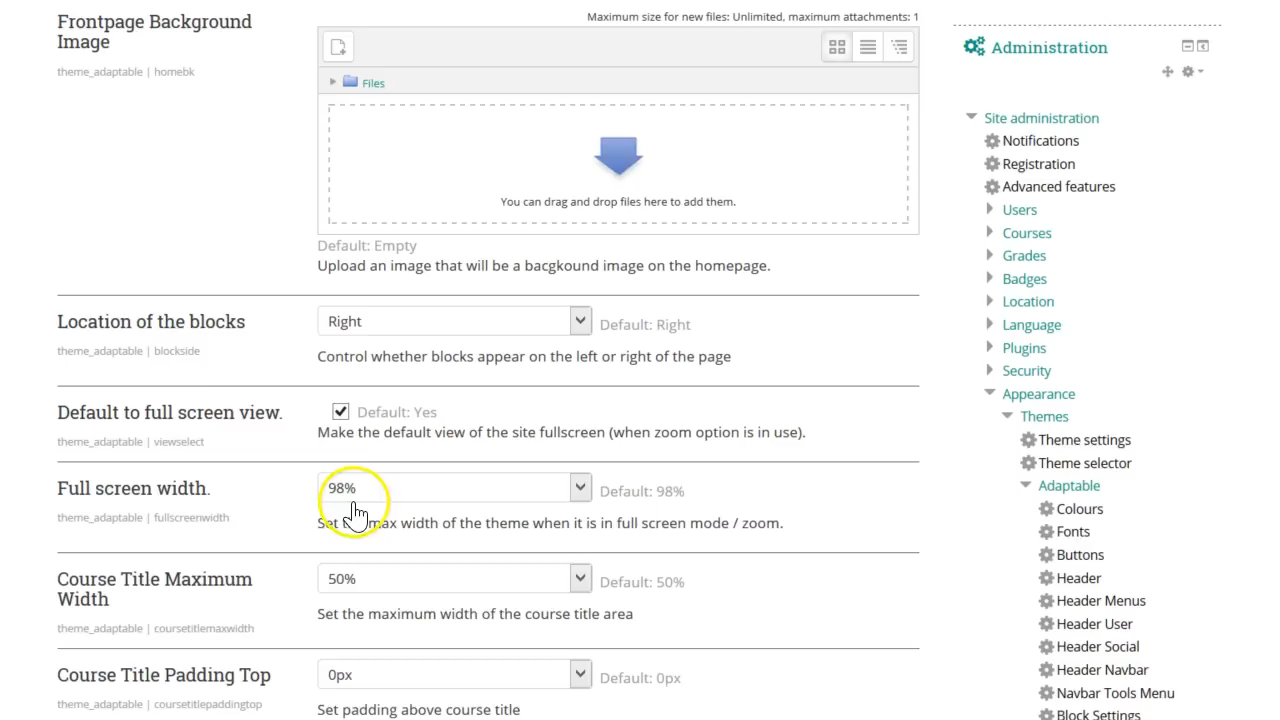 Maximum size for new files: Unlimited, maximum attachments: 1
Frontpage Background
Image
theme_adaptable | homebk
Files
You can drag and drop files here to add them.
Default: Empty
Upload an image that will be a bacgkound image on the homepage.
Location of the blocks
theme_adaptable | blockside
Right
Default: Right
Control whether blocks appear on the left or right of the page
Default to full screen view.
theme_adaptable | viewselect
Default: Yes
Make the default view of the site fullscreen (when zoom option is in use).
Full screen width.
theme_adaptable | fullscreenwidth
98%
Default: 98%
Set max width of the theme when it is in full screen mode / zoom.
Course Title Maximum
Width
theme_adaptable | coursetitlemaxwidth
50%
Default: 50%
Set the maximum width of the course title area
Course Title Padding Top
theme_adaptable | coursetitlepaddingtop
0px
Default: 0px
Set padding above course title
Administration
Site administration
Notifications
Registration
Advanced features
Users
Courses
Grades
Badges
Location
Language
Plugins
Security
Appearance
Themes
Theme settings
Theme selector
Adaptable
Colours
Fonts
Buttons
Header
Header Menus
Header User
Header Social
Header Navbar
Navbar Tools Menu
Block Settings